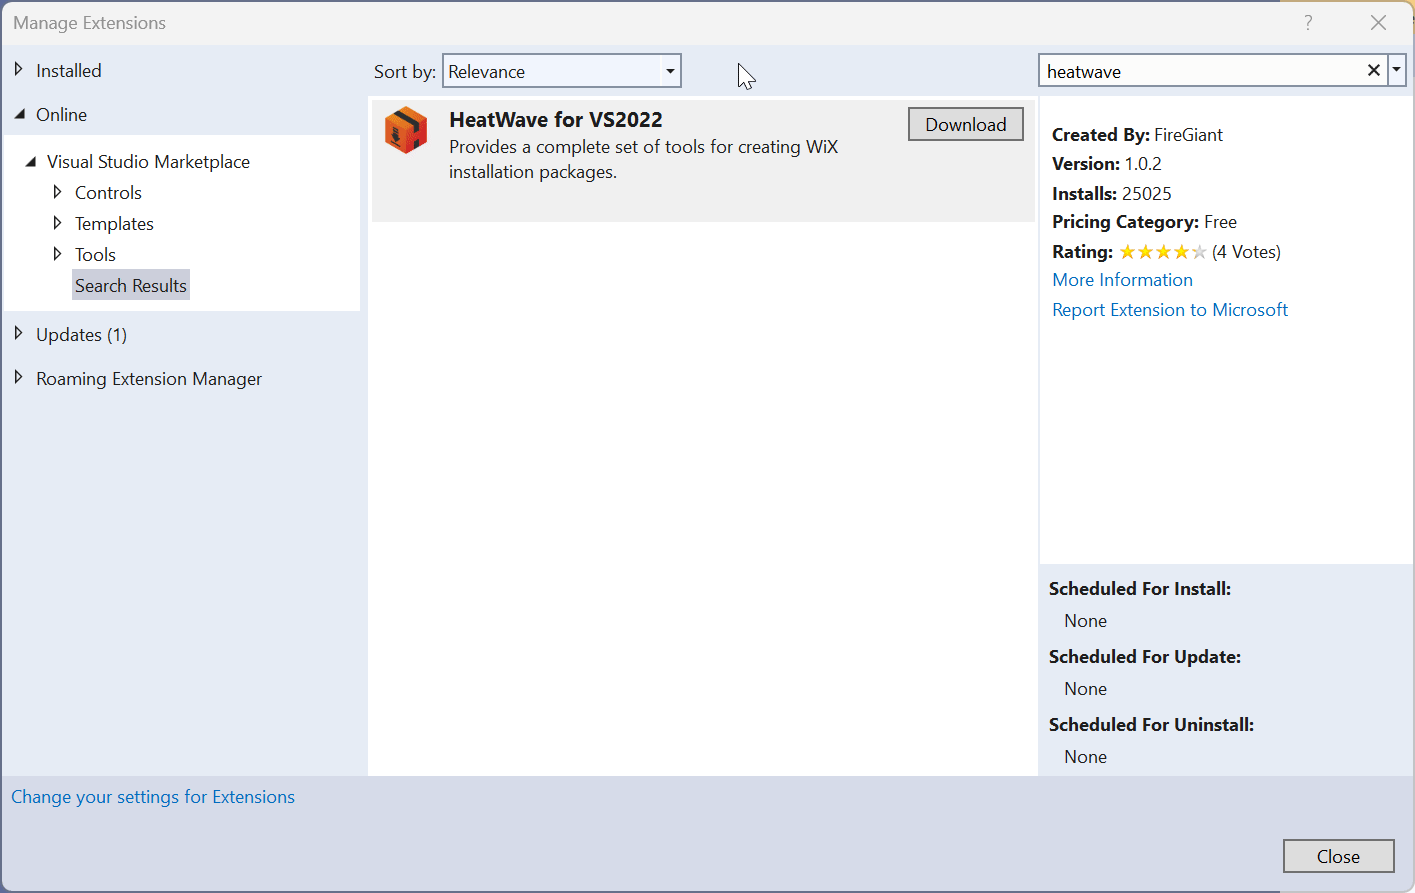 Manage Extensions
?
Installed
Online
Visual Studio Marketplace
Controls
Templates
Tools
Search Results
Updates (1)
Roaming Extension Manager
Sort by: Relevance
HeatWave for VS2022
Download
Provides a complete set of tools for creating WiX
installation packages.
heatwave
Created By: FireGiant
Version: 1.0.2
Installs: 25025
Pricing Category: Free
Rating: (4 Votes)
More Information
Report Extension to Microsoft
Scheduled For Install:
None
Scheduled For Update:
None
Scheduled For Uninstall:
None
Change your settings for Extensions
Close